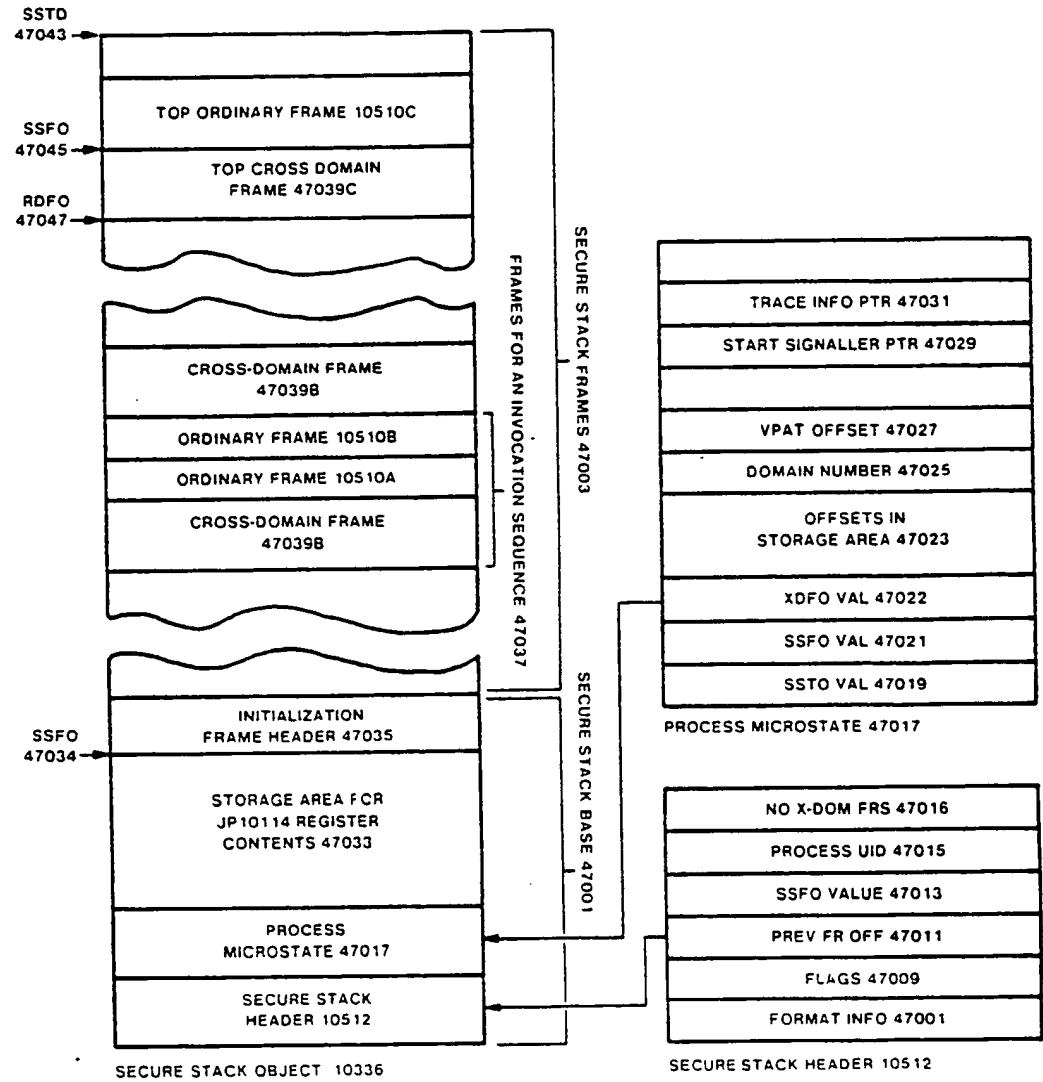 SSTD
47043
TOP ORDINARY FRAME 10510C
SSFO
47045
TOP CROSS DOMAIN
FRAME 47039C
RDFO
47047
CROSS-DOMAIN FRAME
47039B
ORDINARY FRAME 10510B
ORDINARY FRAME 10510A
CROSS-DOMAIN FRAME
47039B
FRAMES FOR AN INVOCATION SEQUENCE 47037
SECURE STACK FRAMES 47003
INITIALIZATION
FRAME HEADER 47035
SSFO
47034
STORAGE AREA FCR
JP10114 REGISTER
CONTENTS 47033
PROCESS
MICROSTATE 47017
SECURE STACK
HEADER 10512
SECURE STACK BASE 47001
SECURE STACK OBJECT 10336
TRACE INFO PTR 47031
START SIGNALLER PTR 47029
VPAT OFFSET 47027
DOMAIN NUMBER 47025
OFFSETS IN
STORAGE AREA 47023
XDFO VAL 47022
SSFO VAL 47021
SSTO VAL 47019
PROCESS MICROSTATE 47017
NO X-DOM FRS 47016
PROCESS UID 47015
SSFO VALUE 47013
PREV FR OFF 47011
FLAGS 47009
FORMAT INFO 47001
SECURE STACK HEADER 10512